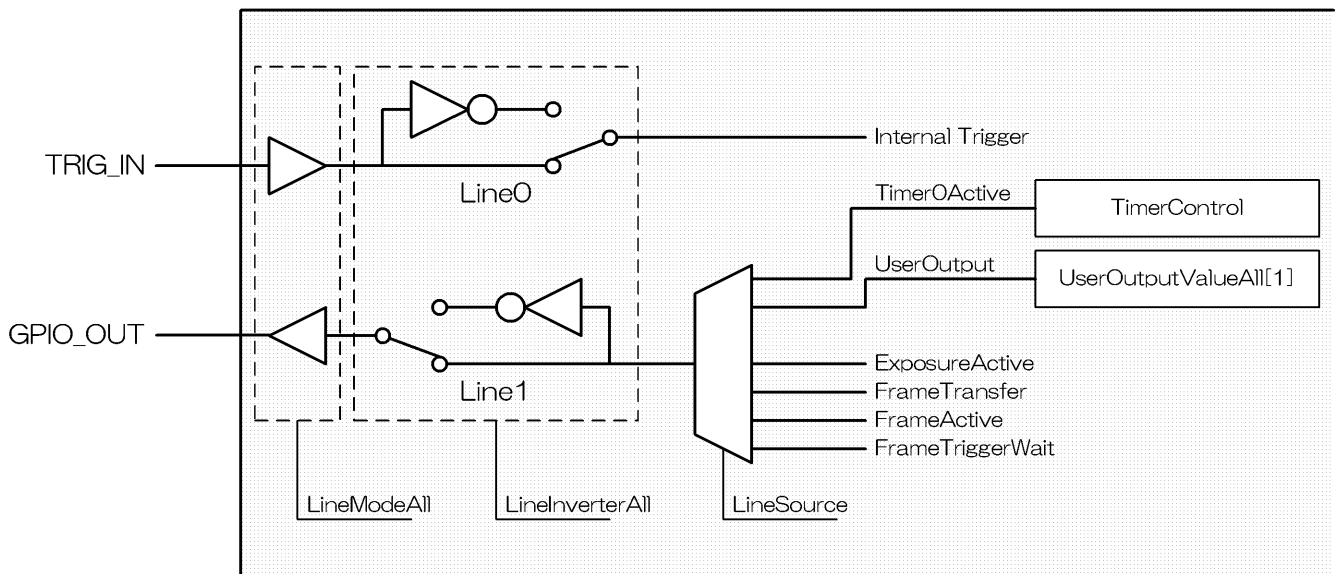 TRIG_IN
Line0
Internal Trigger
Timer0Active
TimerControl
UserOutput
UserOutputValueAll[1]
GPIO_OUT
Line1
ExposureActive
FrameTransfer
FrameActive
FrameTriggerWait
LineModeAll
LineInverterAll
LineSource